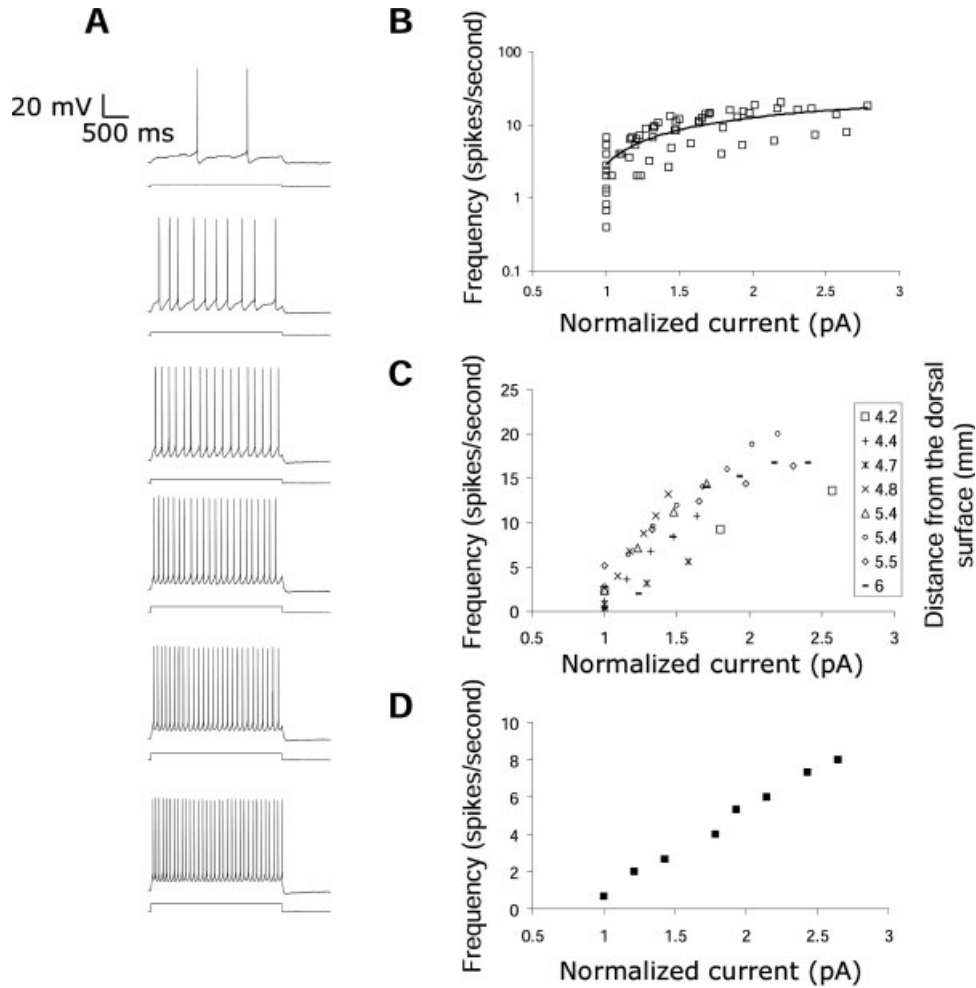 A
20 mV
500 ms
B
Frequency (spikes/second)
100
10
1
0.1
0.5 1 1.5 2 2.5 3
Normalized current (pA)
C
Frequency (spikes/second)
25
20
15
10
5
0
0.5 1 1.5 2 2.5 3
Normalized current (pA)
4.2
4.4
4.7
4.8
5.4
5.4
5.5
6
Distance from the dorsal
surface (mm)
D
Frequency (spikes/second)
10
8
6
4
2
0
0.5 1 1.5 2 2.5 3
Normalized current (pA)